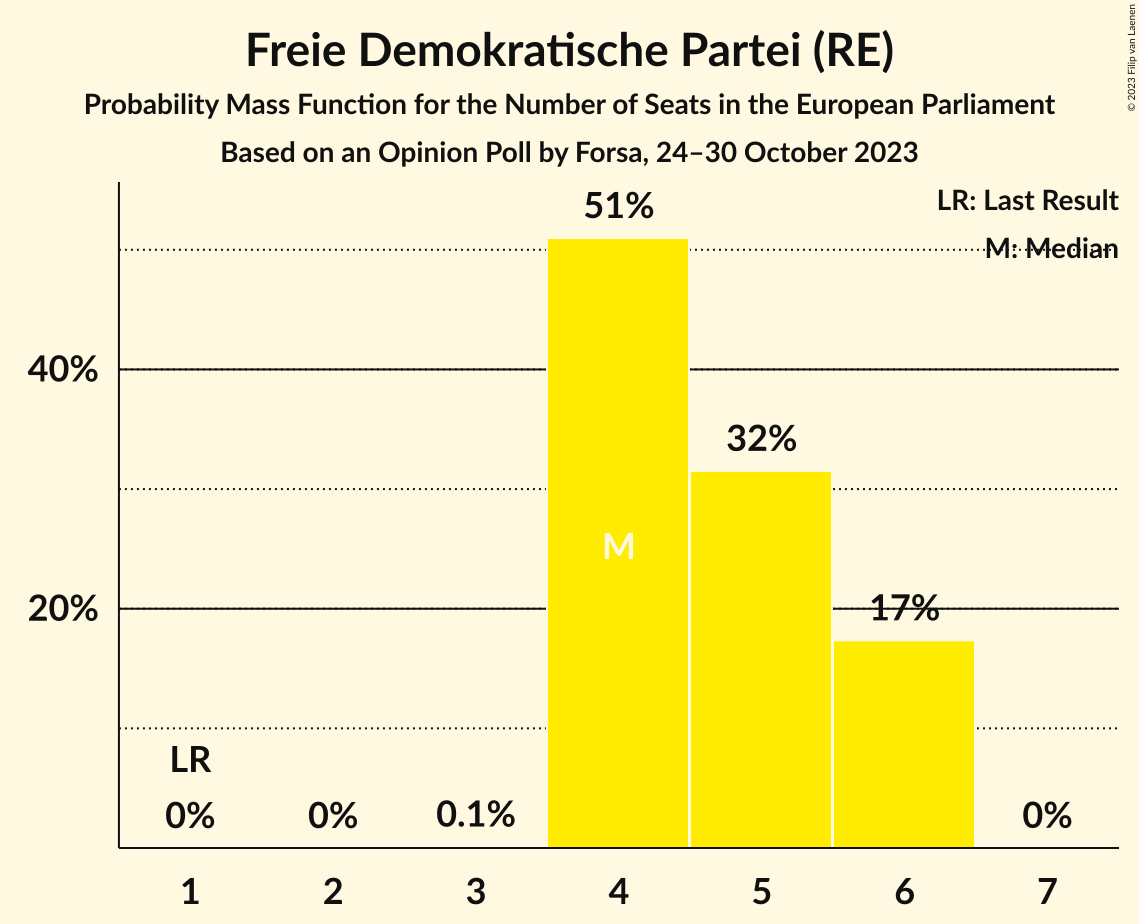 Freie Demokratische Partei (RE)
Probability Mass Function for the Number of Seats in the European Parliament
Based on an Opinion Poll by Forsa, 24–30 October 2023
© 2023 Filip van Laenen
LR: Last Result
M: Median
51%
40%
32%
M
20%
17%
LR
0%
0%
0.1%
0%
1 2 3 4 5 6 7